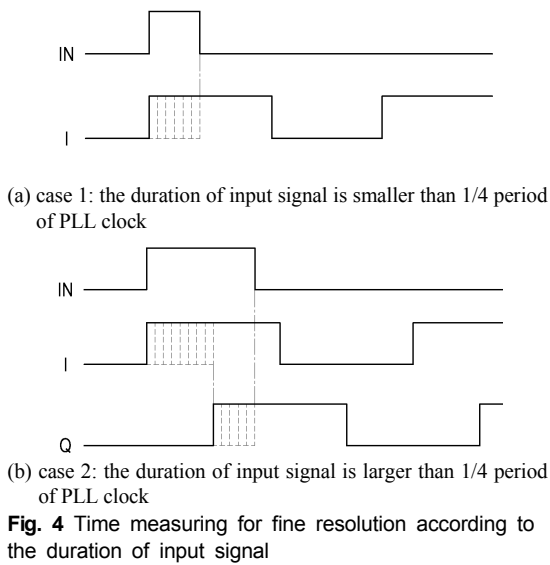 IN
I
(a) case 1: the duration of input signal is smaller than 1/4 period
of PLL clock
IN
I
Q
(b) case 2: the duration of input signal is larger than 1/4 period
of PLL clock
Fig. 4 Time measuring for fine resolution according to
the duration of input signal